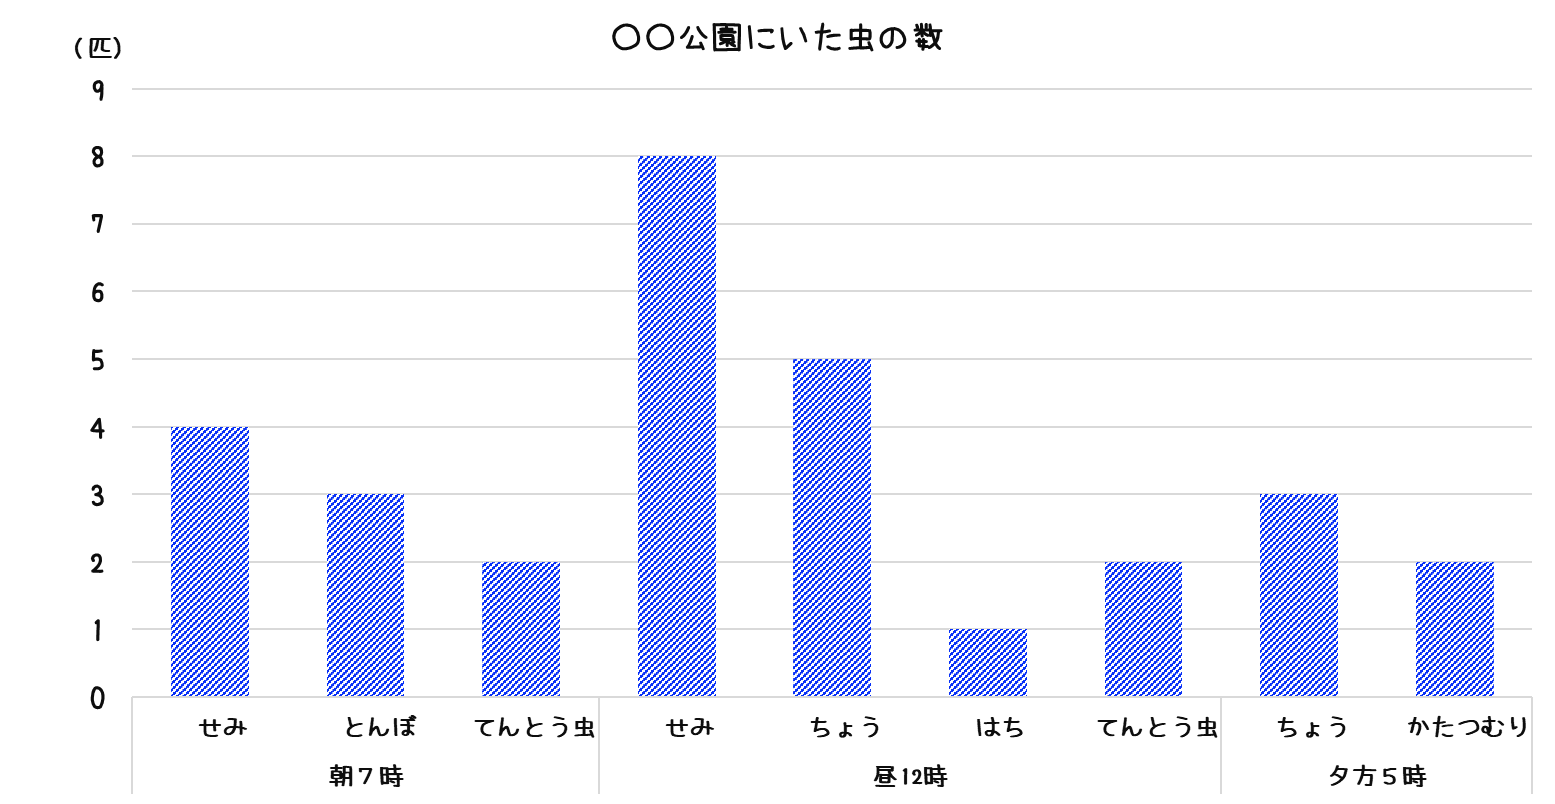 〇〇公園にいた虫の数
(匹)
9
8
7
6
5
4
3
2
1
0
せみ とんぼ てんとう虫 せみ ちょう はち てんとう虫 ちょう かたつむり
朝７時 昼12時 夕方５時